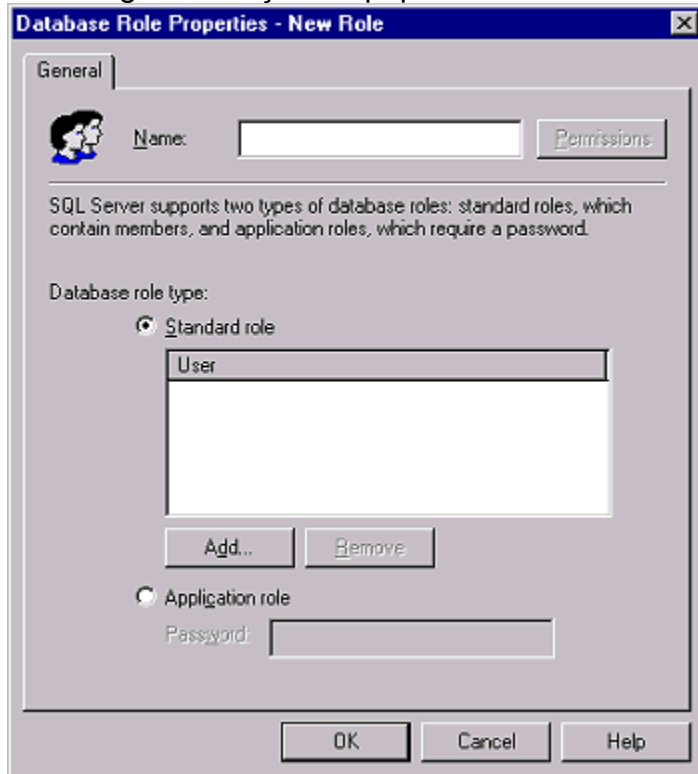 Database Role Properties - New Role
General
Name:
Permissions
SQL Server supports two types of database roles: standard roles, which
contain members, and application roles, which require a password.
Database role type:
Standard role
User
Add...
Remove
Application role
Password:
OK Cancel Help